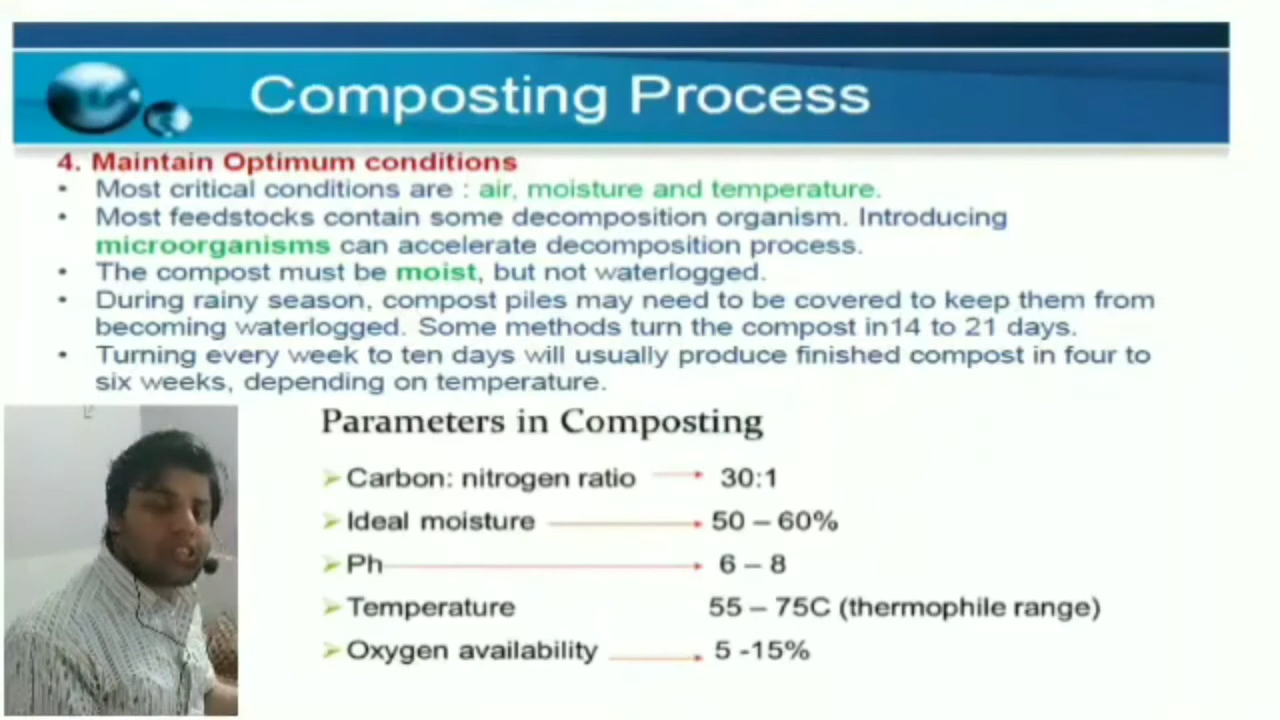 Composting Process
4. Maintain Optimum conditions
• Most critical conditions are : air, moisture and temperature.
• Most feedstocks contain some decomposition organism. Introducing
microorganisms can accelerate decomposition process.
• The compost must be moist, but not waterlogged.
• During rainy season, compost piles may need to be covered to keep them from
becoming waterlogged. Some methods turn the compost in14 to 21 days.
• Turning every week to ten days will usually produce finished compost in four to
six weeks, depending on temperature.
Parameters in Composting
Carbon: nitrogen ratio 30:1
Ideal moisture 50 – 60%
Ph 6 – 8
Temperature 55 – 75C (thermophile range)
Oxygen availability 5 -15%